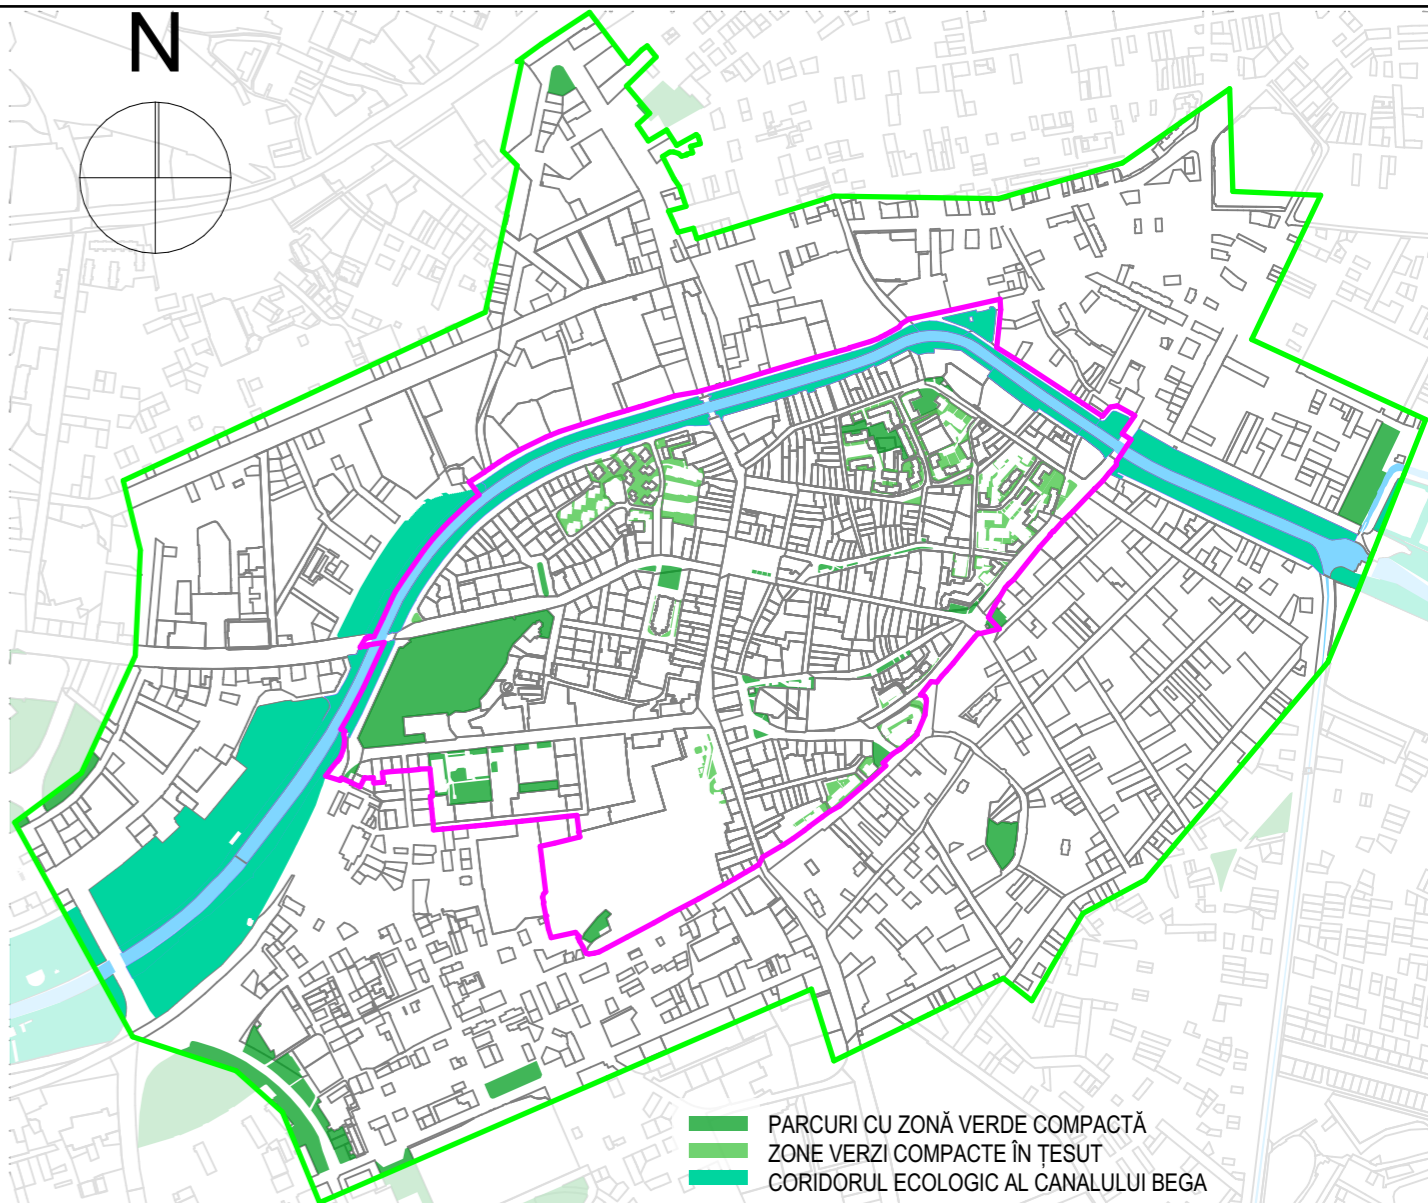 N
PARCURI CU ZONĂ VERDE COMPACTĂ
ZONE VERZI COMPACTE ÎN ȚESUT
CORIDORUL ECOLOGIC AL CANALULUI BEGA